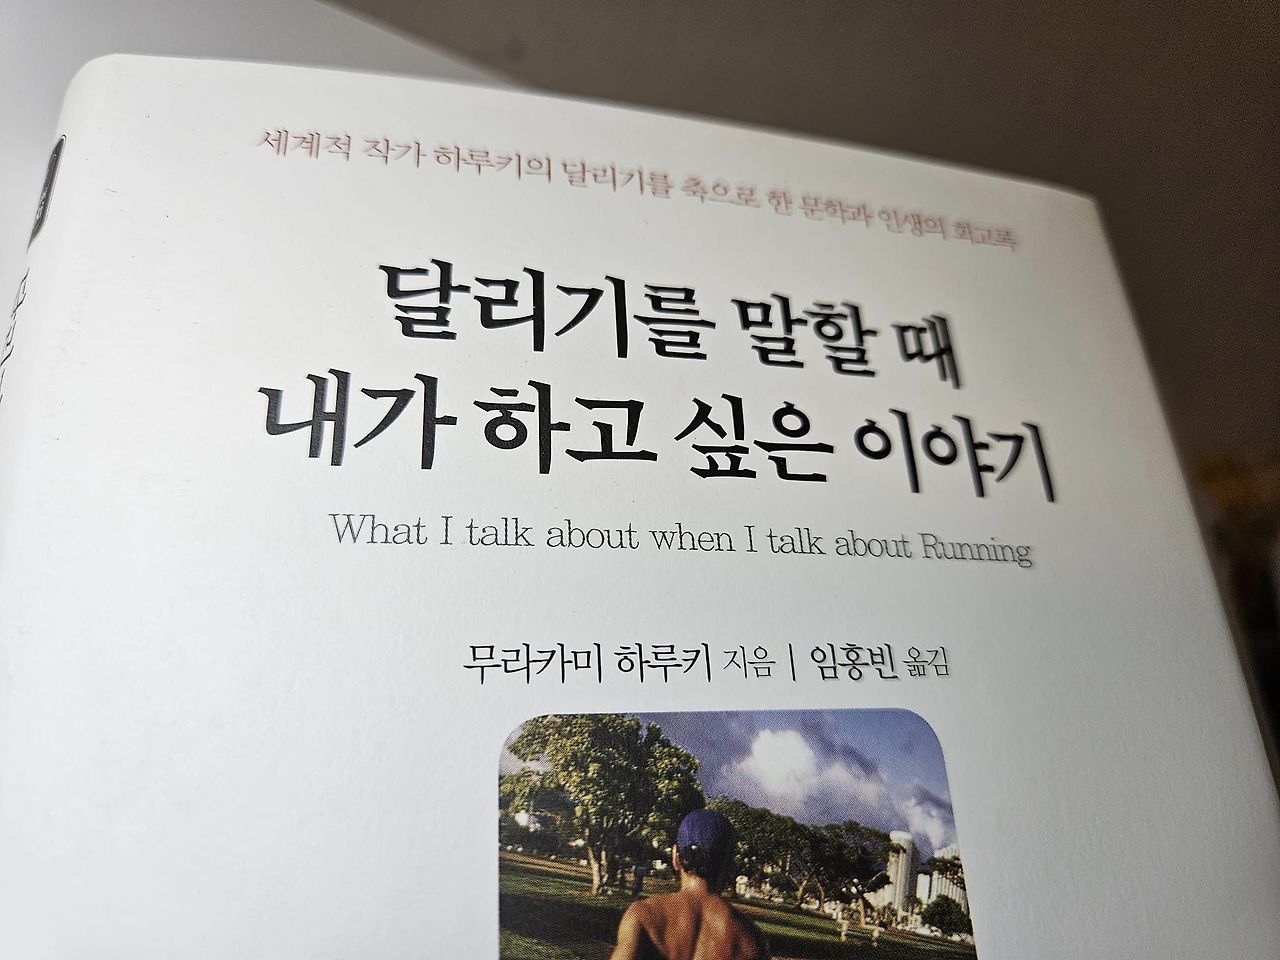 세계적 작가 하루키의 달리기를 축으로 한 문학과 인생의 회고록
달리기를 말할 때
내가 하고 싶은 이야기
What I talk about when I talk about Running
무라카미 하루키 지음 | 임홍빈 옮김